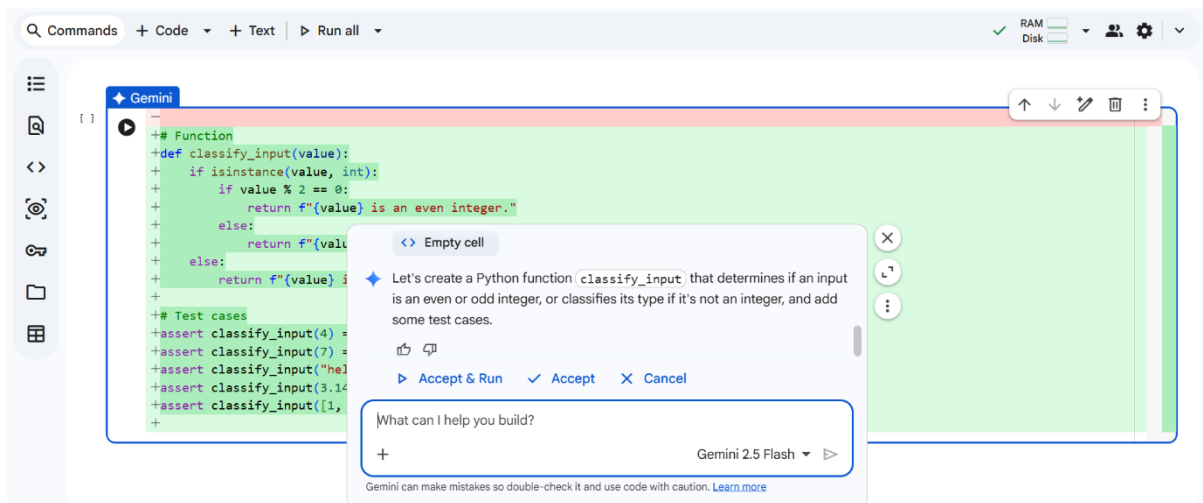 Commands + Code + Text Run all RAM
Disk
Gemini
[ ]
-
+# Function
+def classify_input(value):
+    if isinstance(value, int):
+        if value % 2 == 0:
+            return f"{value} is an even integer."
+        else:
+            return f"{valu
+    else:
+        return f"{value} i
+
+# Test cases
+assert classify_input(4) =
+assert classify_input(7) =
+assert classify_input("hel
+assert classify_input(3.14
+assert classify_input([1,
+
<> Empty cell
Let's create a Python function classify_input that determines if an input
is an even or odd integer, or classifies its type if it's not an integer, and add
some test cases.
Accept & Run Accept Cancel
What can I help you build?
+ Gemini 2.5 Flash
Gemini can make mistakes so double-check it and use code with caution. Learn more